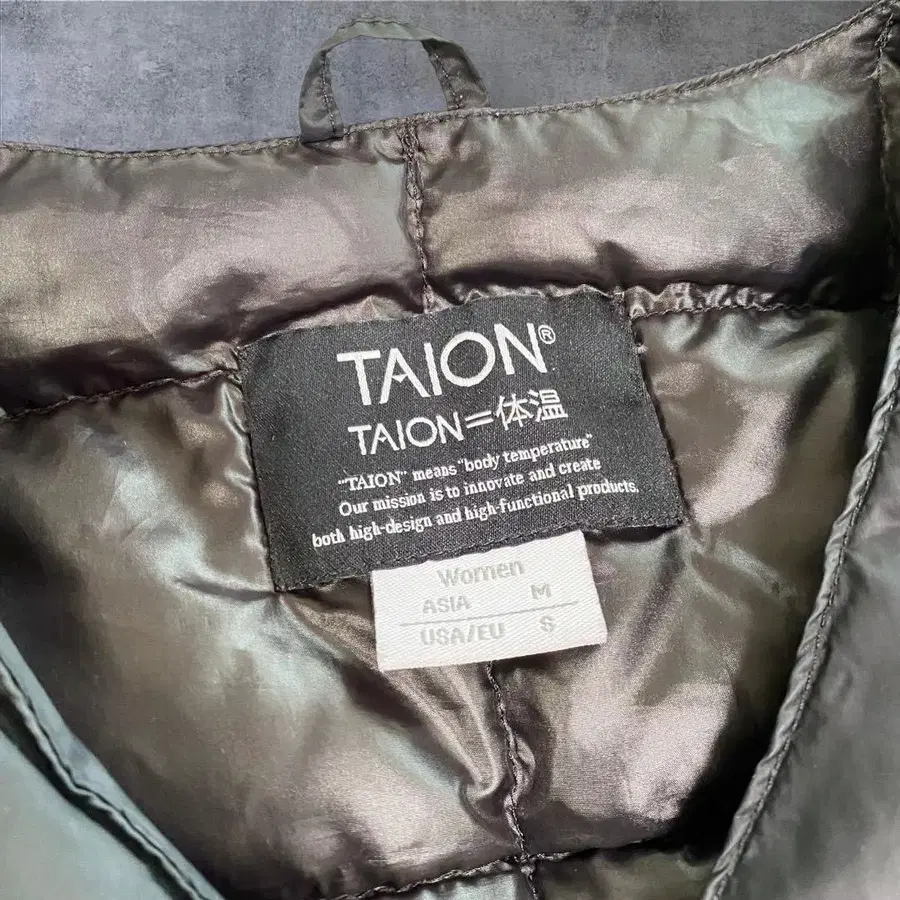 TAION®
TAION=体温
"TAION" means "body temperature"
Our mission is to innovate and create
both high-design and high-functional products.
Women
ASIA M
USA/EU S